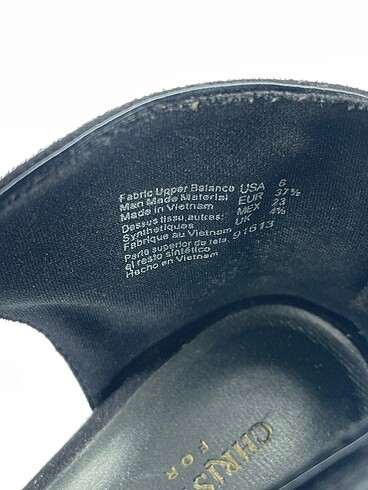 Fabric Upper Balance
Man Made Material
Made in Vietnam
Dessus tissu, autres:
Synthetiques
Fabrique au Vietnam
Parte superior de tela,
el resto sintético
Hecho en Vietnam
USA 6
EUR 37½
MEX 23
UK 4½
91613
CHRIS
FOR